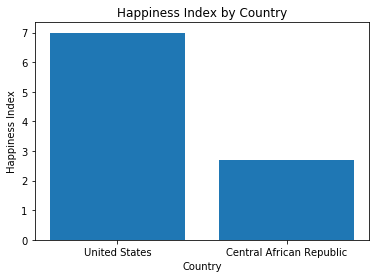 Happiness Index by Country
Happiness Index
7
6
5
4
3
2
1
0
United States
Central African Republic
Country